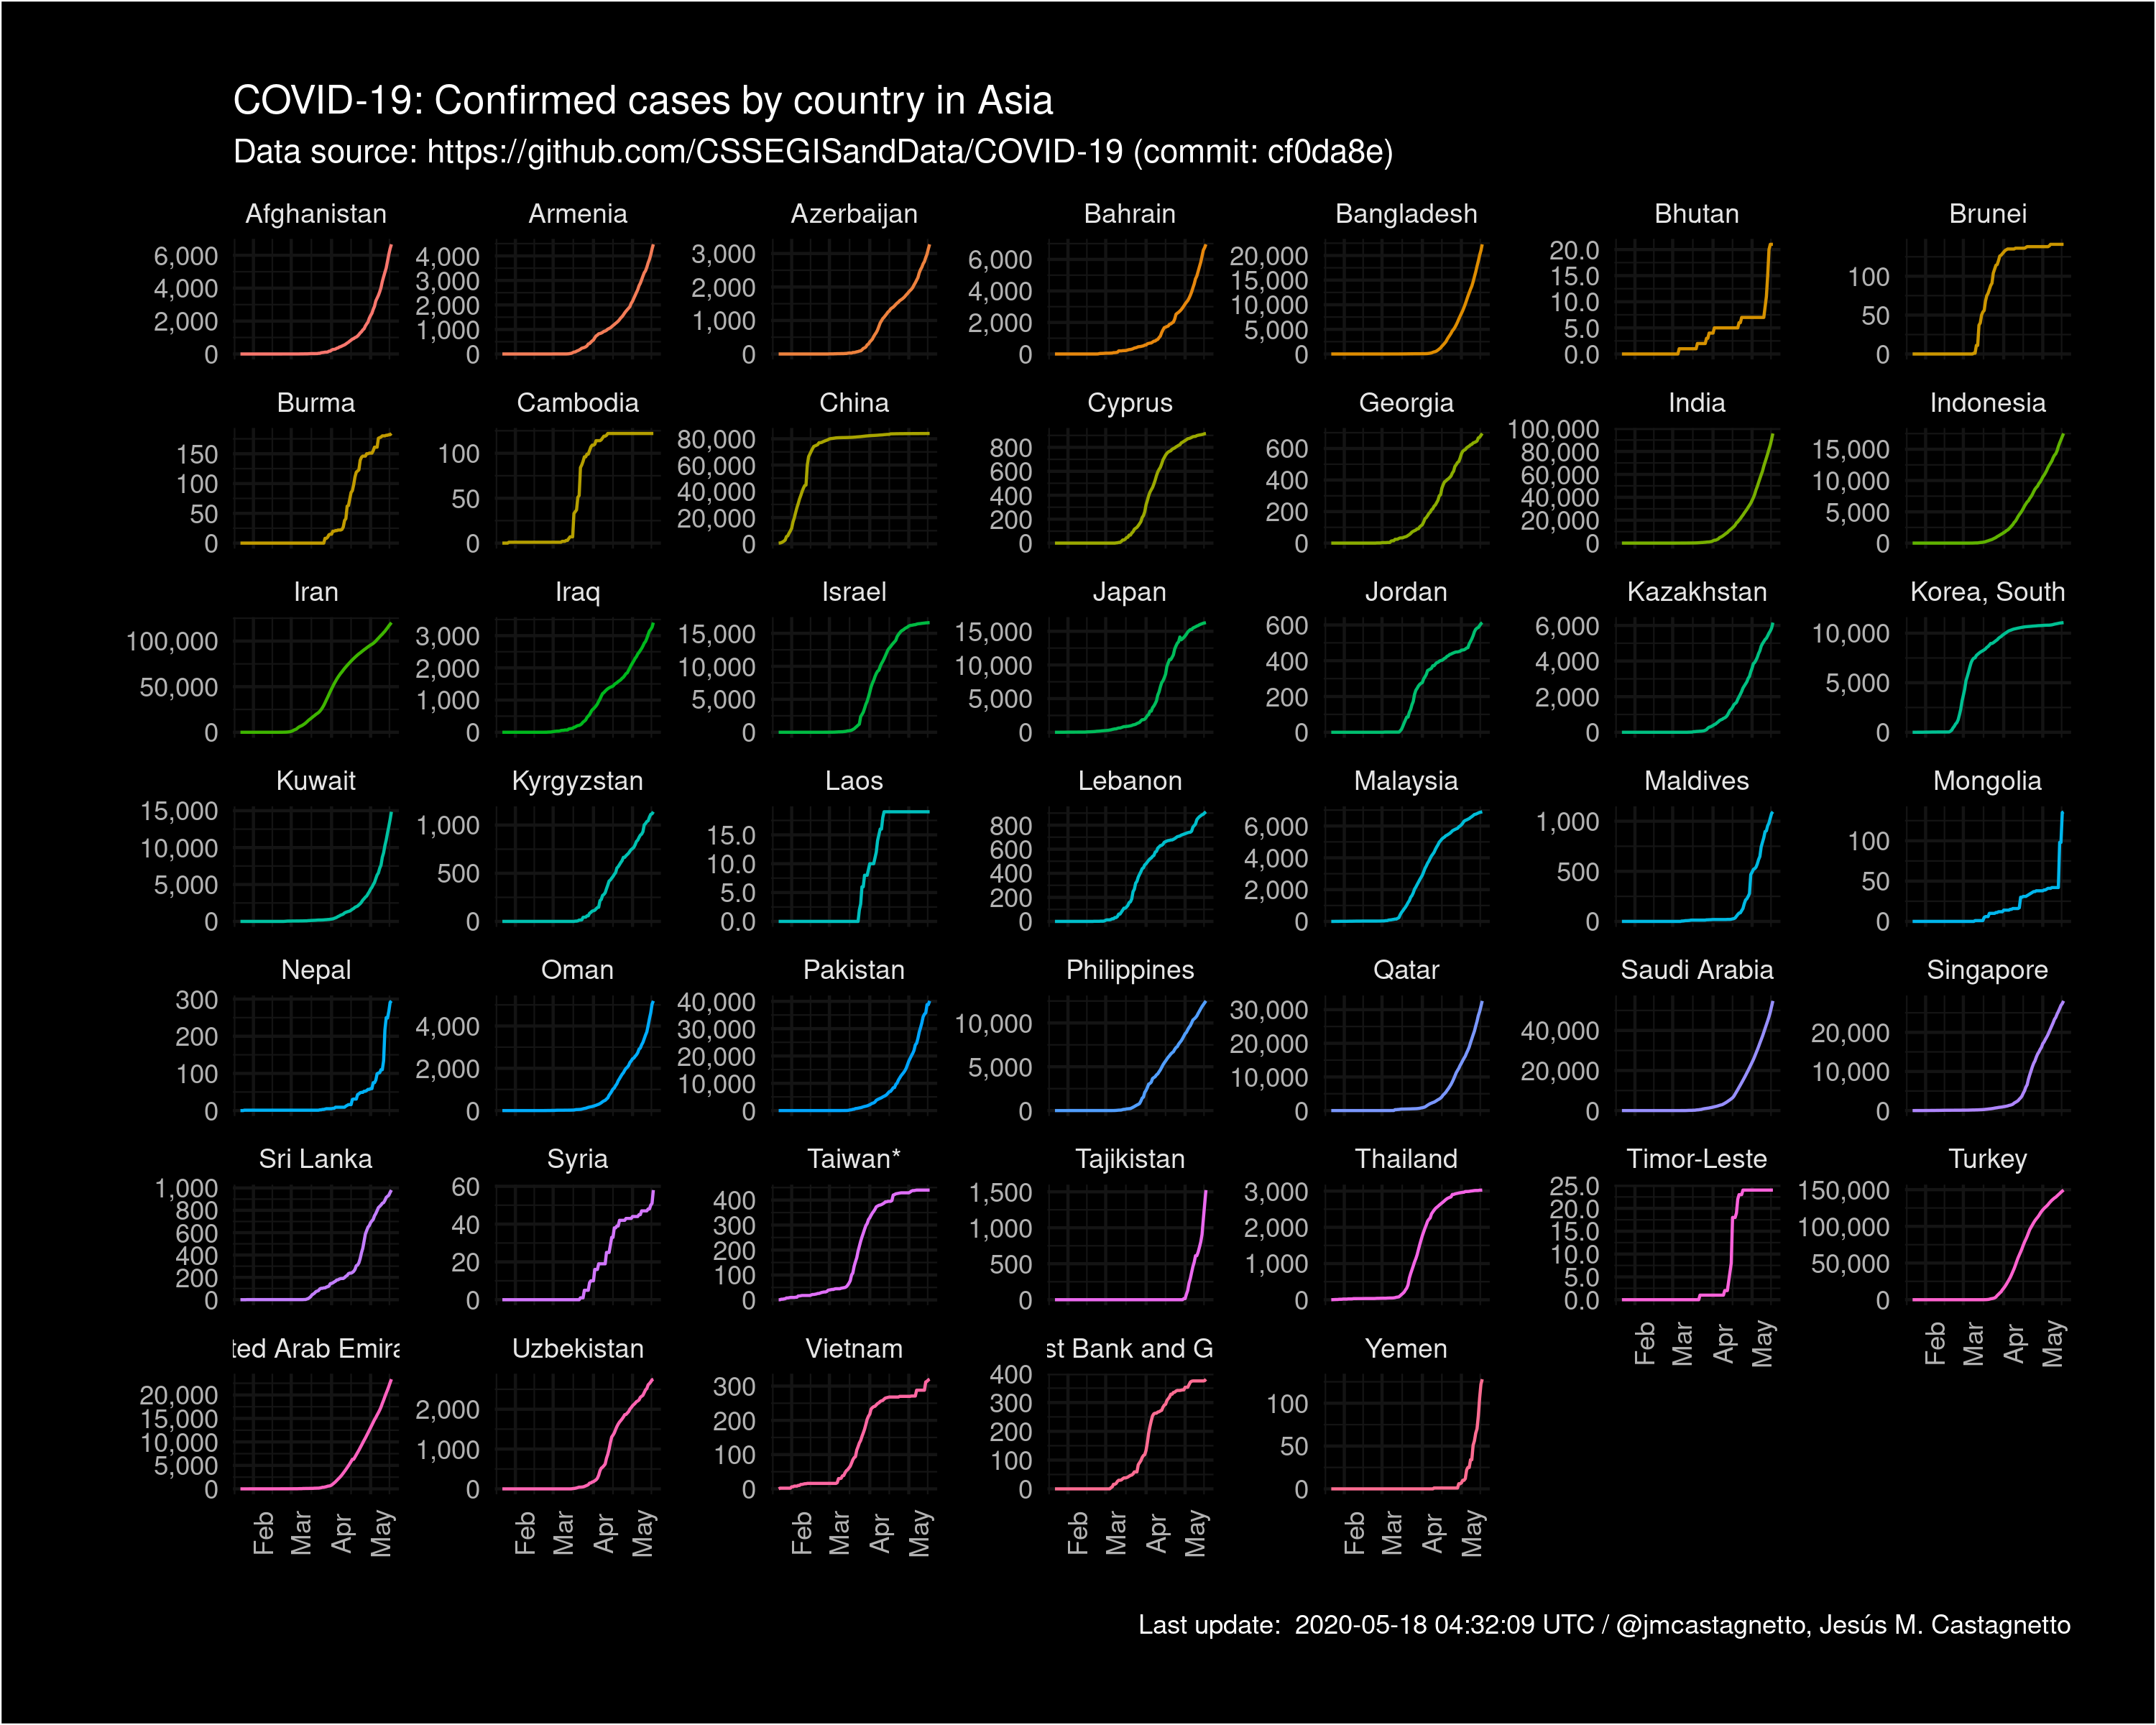 COVID-19: Confirmed cases by country in Asia
Data source: https://github.com/CSSEGISandData/COVID-19 (commit: cf0da8e)
Afghanistan Armenia Azerbaijan Bahrain Bangladesh Bhutan Brunei
6,000 4,000 2,000 0
4,000 3,000 2,000 1,000 0
3,000 2,000 1,000 0
6,000 4,000 2,000 0
20,000 15,000 10,000 5,000 0
20.0 15.0 10.0 5.0 0.0
100 50 0
Burma Cambodia China Cyprus Georgia India Indonesia
150 100 50 0
100 50 0
80,000 60,000 40,000 20,000 0
800 600 400 200 0
600 400 200 0
100,000 80,000 60,000 40,000 20,000 0
15,000 10,000 5,000 0
Iran Iraq Israel Japan Jordan Kazakhstan Korea, South
100,000 50,000 0
3,000 2,000 1,000 0
15,000 10,000 5,000 0
15,000 10,000 5,000 0
600 400 200 0
6,000 4,000 2,000 0
10,000 5,000 0
Kuwait Kyrgyzstan Laos Lebanon Malaysia Maldives Mongolia
15,000 10,000 5,000 0
1,000 500 0
15.0 10.0 5.0 0.0
800 600 400 200 0
6,000 4,000 2,000 0
1,000 500 0
100 50 0
Nepal Oman Pakistan Philippines Qatar Saudi Arabia Singapore
300 200 100 0
4,000 2,000 0
40,000 30,000 20,000 10,000 0
10,000 5,000 0
30,000 20,000 10,000 0
40,000 20,000 0
20,000 10,000 0
Sri Lanka Syria Taiwan* Tajikistan Thailand Timor-Leste Turkey
1,000 800 600 400 200 0
60 40 20 0
400 300 200 100 0
1,500 1,000 500 0
3,000 2,000 1,000 0
25.0 20.0 15.0 10.0 5.0 0.0
150,000 100,000 50,000 0
Feb Mar Apr May
Feb Mar Apr May
ted Arab Emira Uzbekistan Vietnam st Bank and G Yemen
20,000 15,000 10,000 5,000 0
2,000 1,000 0
300 200 100 0
400 300 200 100 0
100 50 0
Feb Mar Apr May
Feb Mar Apr May
Feb Mar Apr May
Feb Mar Apr May
Feb Mar Apr May
Last update:  2020-05-18 04:32:09 UTC / @jmcastagnetto, Jesús M. Castagnetto